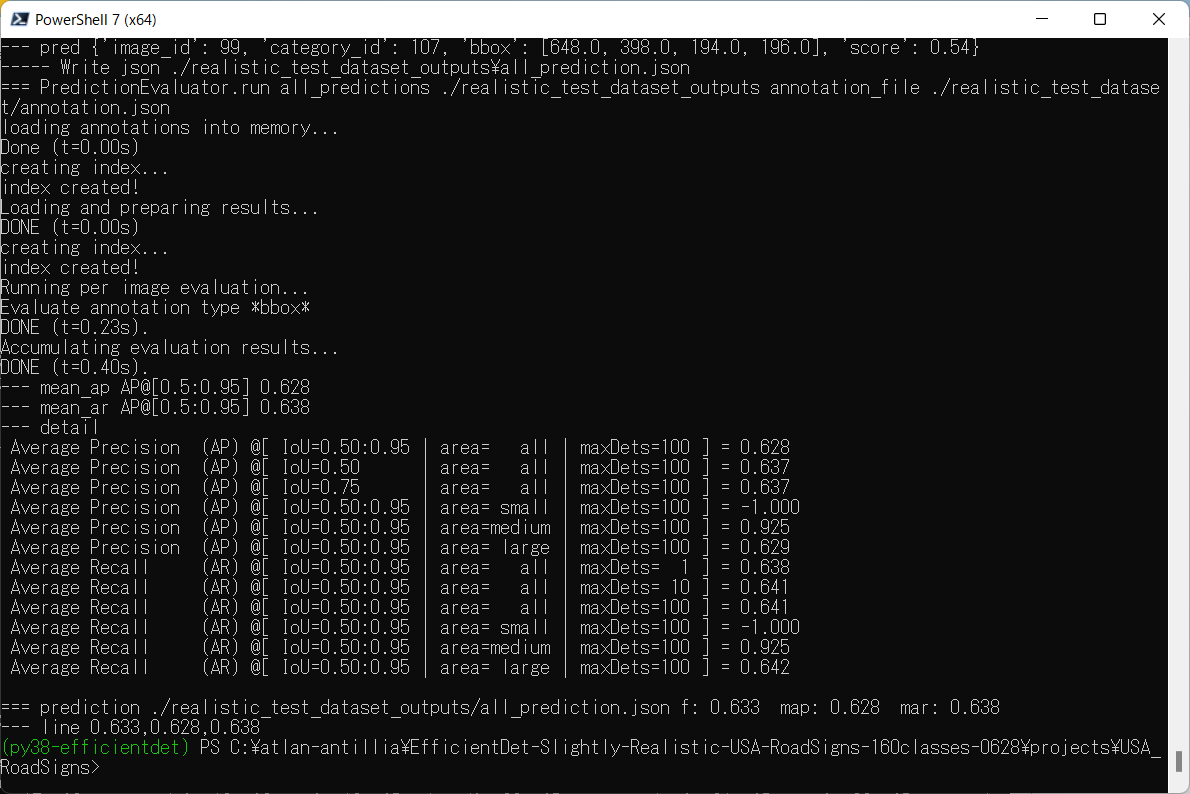 PowerShell 7 (x64)
--- pred {'image_id': 99, 'category_id': 107, 'bbox': [648.0, 398.0, 194.0, 196.0], 'score': 0.54}
----- Write json ./realistic_test_dataset_outputs¥all_prediction.json
=== PredictionEvaluator.run all_predictions ./realistic_test_dataset_outputs annotation_file ./realistic_test_datase
t/annotation.json
loading annotations into memory...
Done (t=0.00s)
creating index...
index created!
Loading and preparing results...
DONE (t=0.00s)
creating index...
index created!
Running per image evaluation...
Evaluate annotation type *bbox*
DONE (t=0.23s).
Accumulating evaluation results...
DONE (t=0.40s).
--- mean_ap AP@[0.5:0.95] 0.628
--- mean_ar AP@[0.5:0.95] 0.638
--- detail
 Average Precision  (AP) @[ IoU=0.50:0.95 | area=   all | maxDets=100 ] = 0.628
 Average Precision  (AP) @[ IoU=0.50      | area=   all | maxDets=100 ] = 0.637
 Average Precision  (AP) @[ IoU=0.75      | area=   all | maxDets=100 ] = 0.637
 Average Precision  (AP) @[ IoU=0.50:0.95 | area= small | maxDets=100 ] = -1.000
 Average Precision  (AP) @[ IoU=0.50:0.95 | area=medium | maxDets=100 ] = 0.925
 Average Precision  (AP) @[ IoU=0.50:0.95 | area= large | maxDets=100 ] = 0.629
 Average Recall     (AR) @[ IoU=0.50:0.95 | area=   all | maxDets=  1 ] = 0.638
 Average Recall     (AR) @[ IoU=0.50:0.95 | area=   all | maxDets= 10 ] = 0.641
 Average Recall     (AR) @[ IoU=0.50:0.95 | area=   all | maxDets=100 ] = 0.641
 Average Recall     (AR) @[ IoU=0.50:0.95 | area= small | maxDets=100 ] = -1.000
 Average Recall     (AR) @[ IoU=0.50:0.95 | area=medium | maxDets=100 ] = 0.925
 Average Recall     (AR) @[ IoU=0.50:0.95 | area= large | maxDets=100 ] = 0.642
=== prediction ./realistic_test_dataset_outputs/all_prediction.json f: 0.633  map: 0.628  mar: 0.638
--- line 0.633,0.628,0.638
(py38-efficientdet) PS C:¥atlan-antillia¥EfficientDet-Slightly-Realistic-USA-RoadSigns-160classes-0628¥projects¥USA_
RoadSigns>